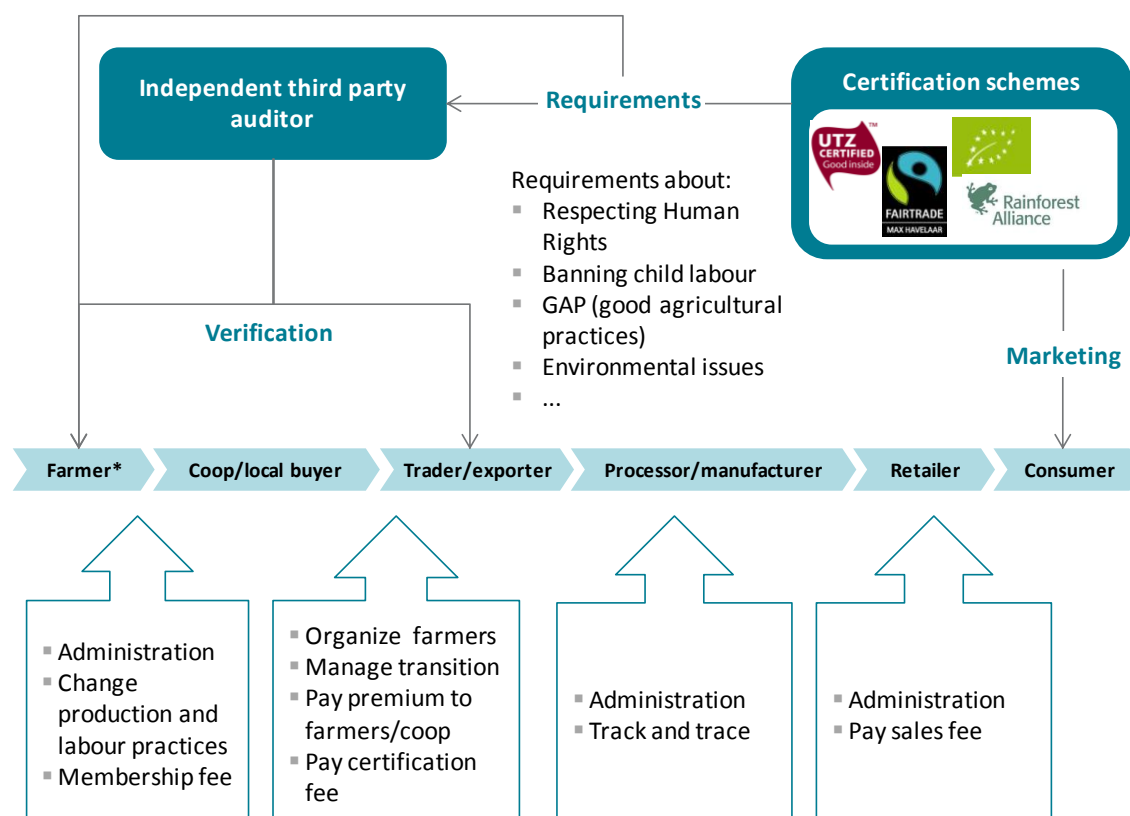 Independent third party
auditor
Requirements
Certification schemes
UTZ
CERTIFIED
Good inside
TM
FAIRTRADE
MAX HAVELAAR
Rainforest
Alliance
Requirements about:
Respecting Human
Rights
Banning child labour
GAP (good agricultural
practices)
Environmental issues
...
Verification
Marketing
Farmer*
Coop/local buyer
Trader/exporter
Processor/manufacturer
Retailer
Consumer
Administration
Change
production and
labour practices
Membership fee
Organize farmers
Manage transition
Pay premium to
farmers/coop
Pay certification
fee
Administration
Track and trace
Administration
Pay sales fee